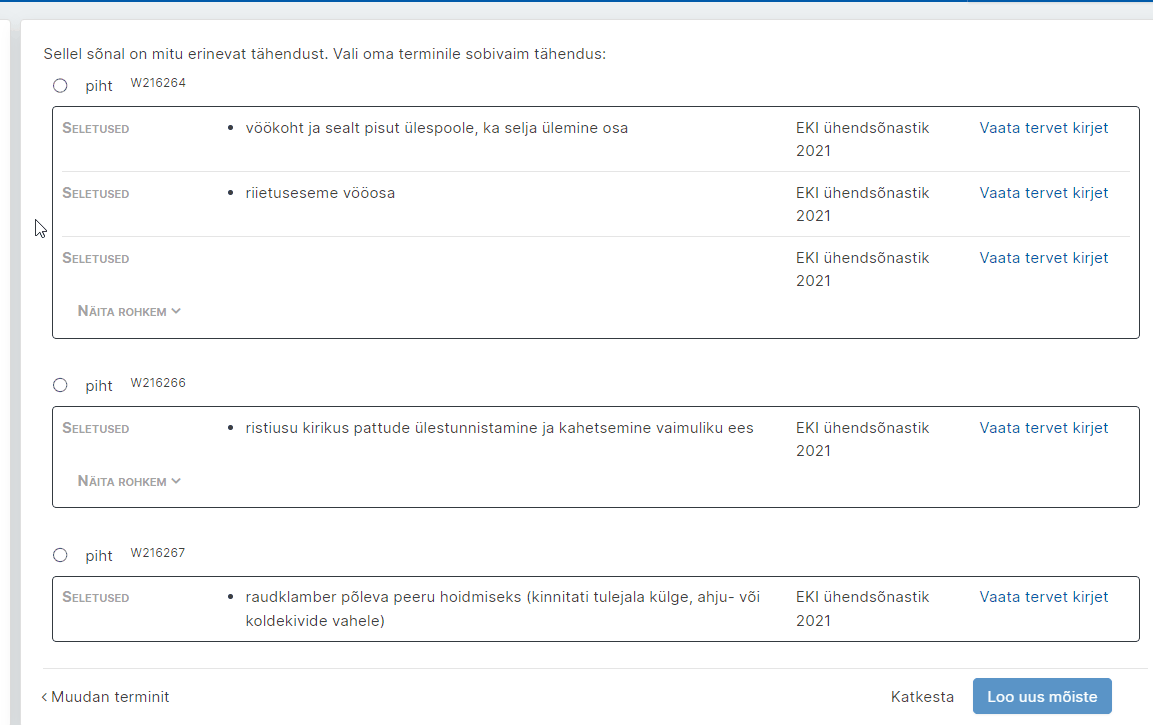 Sellel sõnal on mitu erinevat tähendust. Vali oma terminile sobivaim tähendus:
piht W216264
SELETUSED • vöökoht ja sealt pisut ülespoole, ka selja ülemine osa EKI ühendsõnastik Vaata tervet kirjet
2021
SELETUSED • riietuseseme vööosa EKI ühendsõnastik Vaata tervet kirjet
2021
SELETUSED EKI ühendsõnastik Vaata tervet kirjet
2021
NÄITA ROHKEM
piht W216266
SELETUSED • ristiusu kirikus pattude ülestunnistamine ja kahetsemine vaimuliku ees EKI ühendsõnastik Vaata tervet kirjet
2021
NÄITA ROHKEM
piht W216267
SELETUSED • raudklamber põleva peeru hoidmiseks (kinnitati tulejala külge, ahju- või EKI ühendsõnastik Vaata tervet kirjet
koldekivide vahele) 2021
‹ Muudan terminit Katkesta Loo uus mõiste